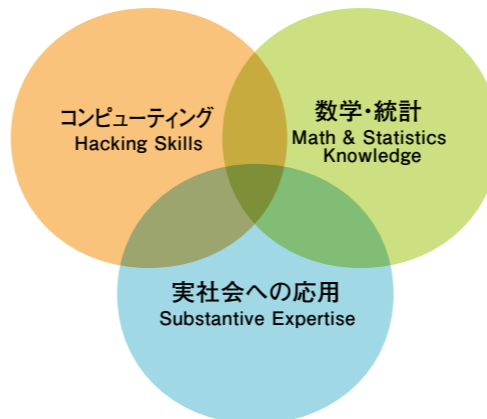 コンピューティング
Hacking Skills
数学・統計
Math & Statistics
Knowledge
実社会への応用
Substantive Expertise